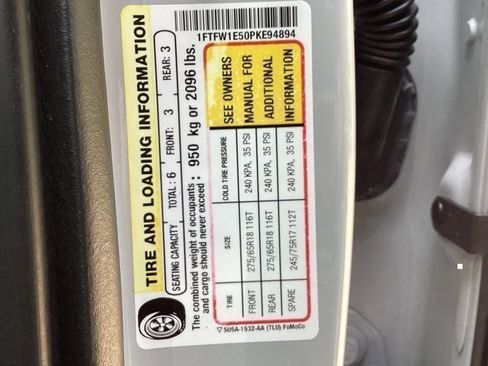 TIRE AND LOADING INFORMATION
SEATING CAPACITY TOTAL: 6 FRONT: 3 REAR: 3
The combined weight of occupants
and cargo should never exceed : 950 kg or 2096 lbs.
1FTFW1E50PKE94894
TIRE SIZE COLD TIRE PRESSURE
FRONT 275/65R18 116T 240 KPA, 35 PSI
REAR 275/65R18 116T 240 KPA, 35 PSI
SPARE 245/75R17 112T 240 KPA, 35 PSI
SEE OWNERS
MANUAL FOR
ADDITIONAL
INFORMATION
5U5A-1532-AA (TLU) FoMoCo